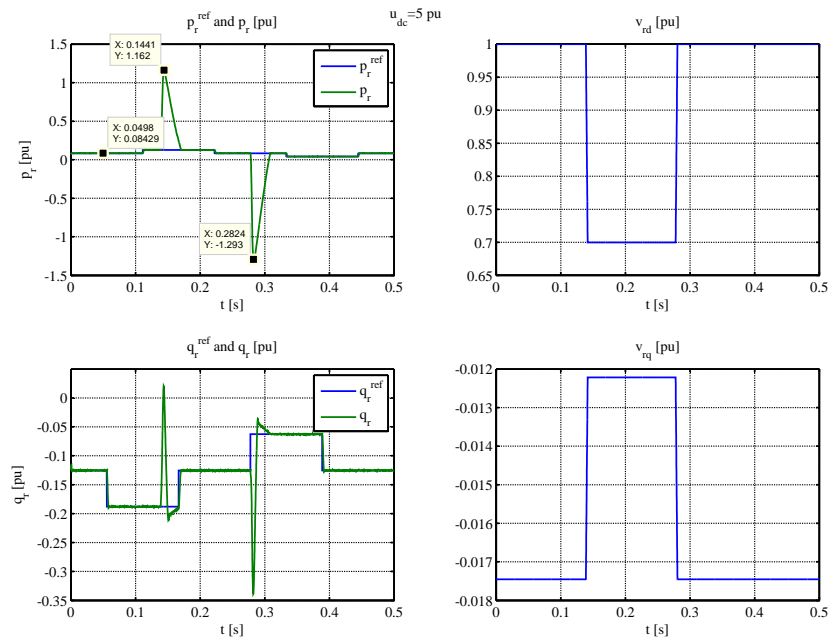 u_dc=5 pu
p_r^ref and p_r [pu]
p_r [pu]
1.5
1
0.5
0
-0.5
-1
-1.5
X: 0.1441
Y: 1.162
X: 0.0498
Y: 0.08429
X: 0.2824
Y: -1.293
p_r^ref
p_r
0 0.1 0.2 0.3 0.4 0.5
t [s]
v_rd [pu]
1
0.95
0.9
0.85
0.8
0.75
0.7
0.65
0 0.1 0.2 0.3 0.4 0.5
t [s]
q_r^ref and q_r [pu]
q_r [pu]
0
-0.05
-0.1
-0.15
-0.2
-0.25
-0.3
-0.35
q_r^ref
q_r
0 0.1 0.2 0.3 0.4 0.5
t [s]
v_rq [pu]
-0.012
-0.013
-0.014
-0.015
-0.016
-0.017
-0.018
0 0.1 0.2 0.3 0.4 0.5
t [s]